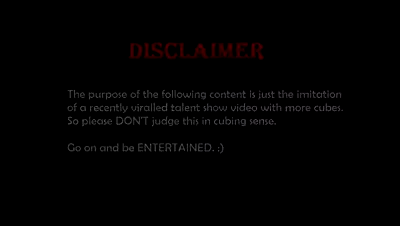 DISCLAIMER
The purpose of the following content is just the imitation
of a recently viralled talent show video with more cubes.
So please DON'T judge this in cubing sense.
Go on and be ENTERTAINED. :)